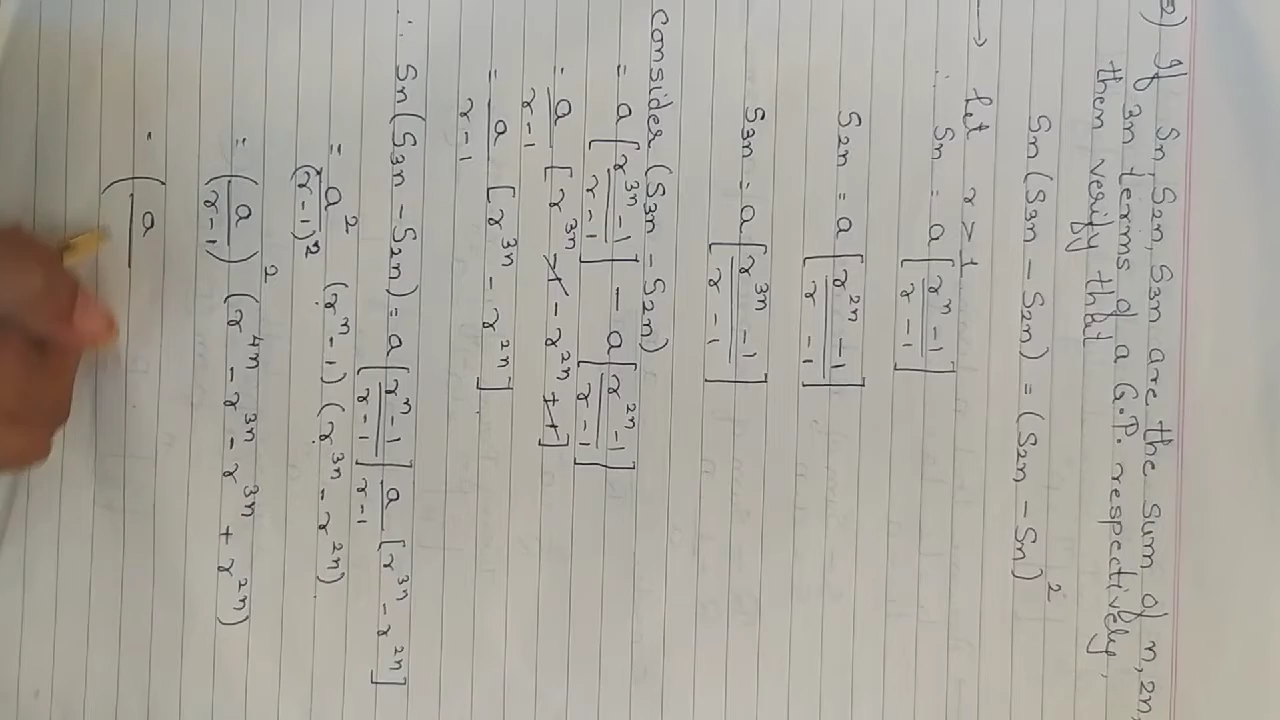 2) If Sn, S2n, S3n are the sum of n, 2n,
3n terms of a G.P. respectively,
then verify that
Sn(S3n - S2n) = (S2n - Sn)²
→ Let r > 1
∴ Sn = a[(rⁿ - 1)/(r - 1)]
S2n = a[(r²ⁿ - 1)/(r - 1)]
S3n = a[(r³ⁿ - 1)/(r - 1)]
Consider (S3n - S2n)
= a[(r³ⁿ - 1)/(r - 1)] - a[(r²ⁿ - 1)/(r - 1)]
= a/(r - 1) [r³ⁿ - 1 - r²ⁿ + 1]
= a/(r - 1) [r³ⁿ - r²ⁿ]
∴ Sn(S3n - S2n) = a[(rⁿ - 1)/(r - 1)] a/(r - 1) [r³ⁿ - r²ⁿ]
= a²/(r - 1)² (rⁿ - 1)(r³ⁿ - r²ⁿ)
= (a/(r - 1))² (r⁴ⁿ - r³ⁿ - r³ⁿ + r²ⁿ)
= (a/